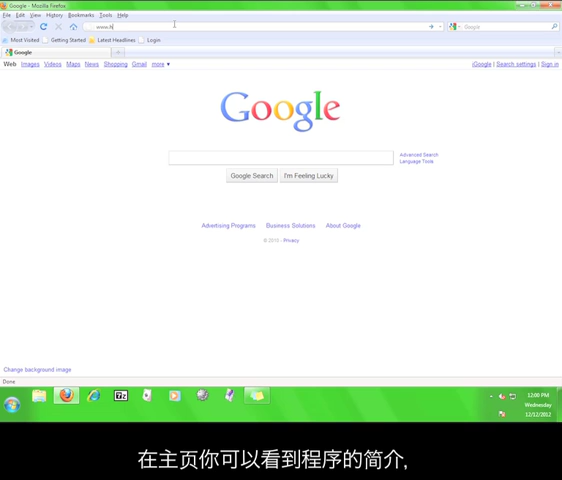 Google - Mozilla Firefox
File Edit View History Bookmarks Tools Help
Google
Most Visited Getting Started Latest Headlines Login
Google
Web Images Videos Maps News Shopping Gmail more ▼ iGoogle | Search settings | Sign in
Google
Advanced Search
Language Tools
Google Search I'm Feeling Lucky
Advertising Programs Business Solutions About Google
© 2010 - Privacy
Change background image
Done
7z
12:00 PM
Wednesday
12/12/2012
在主页你可以看到程序的简介,